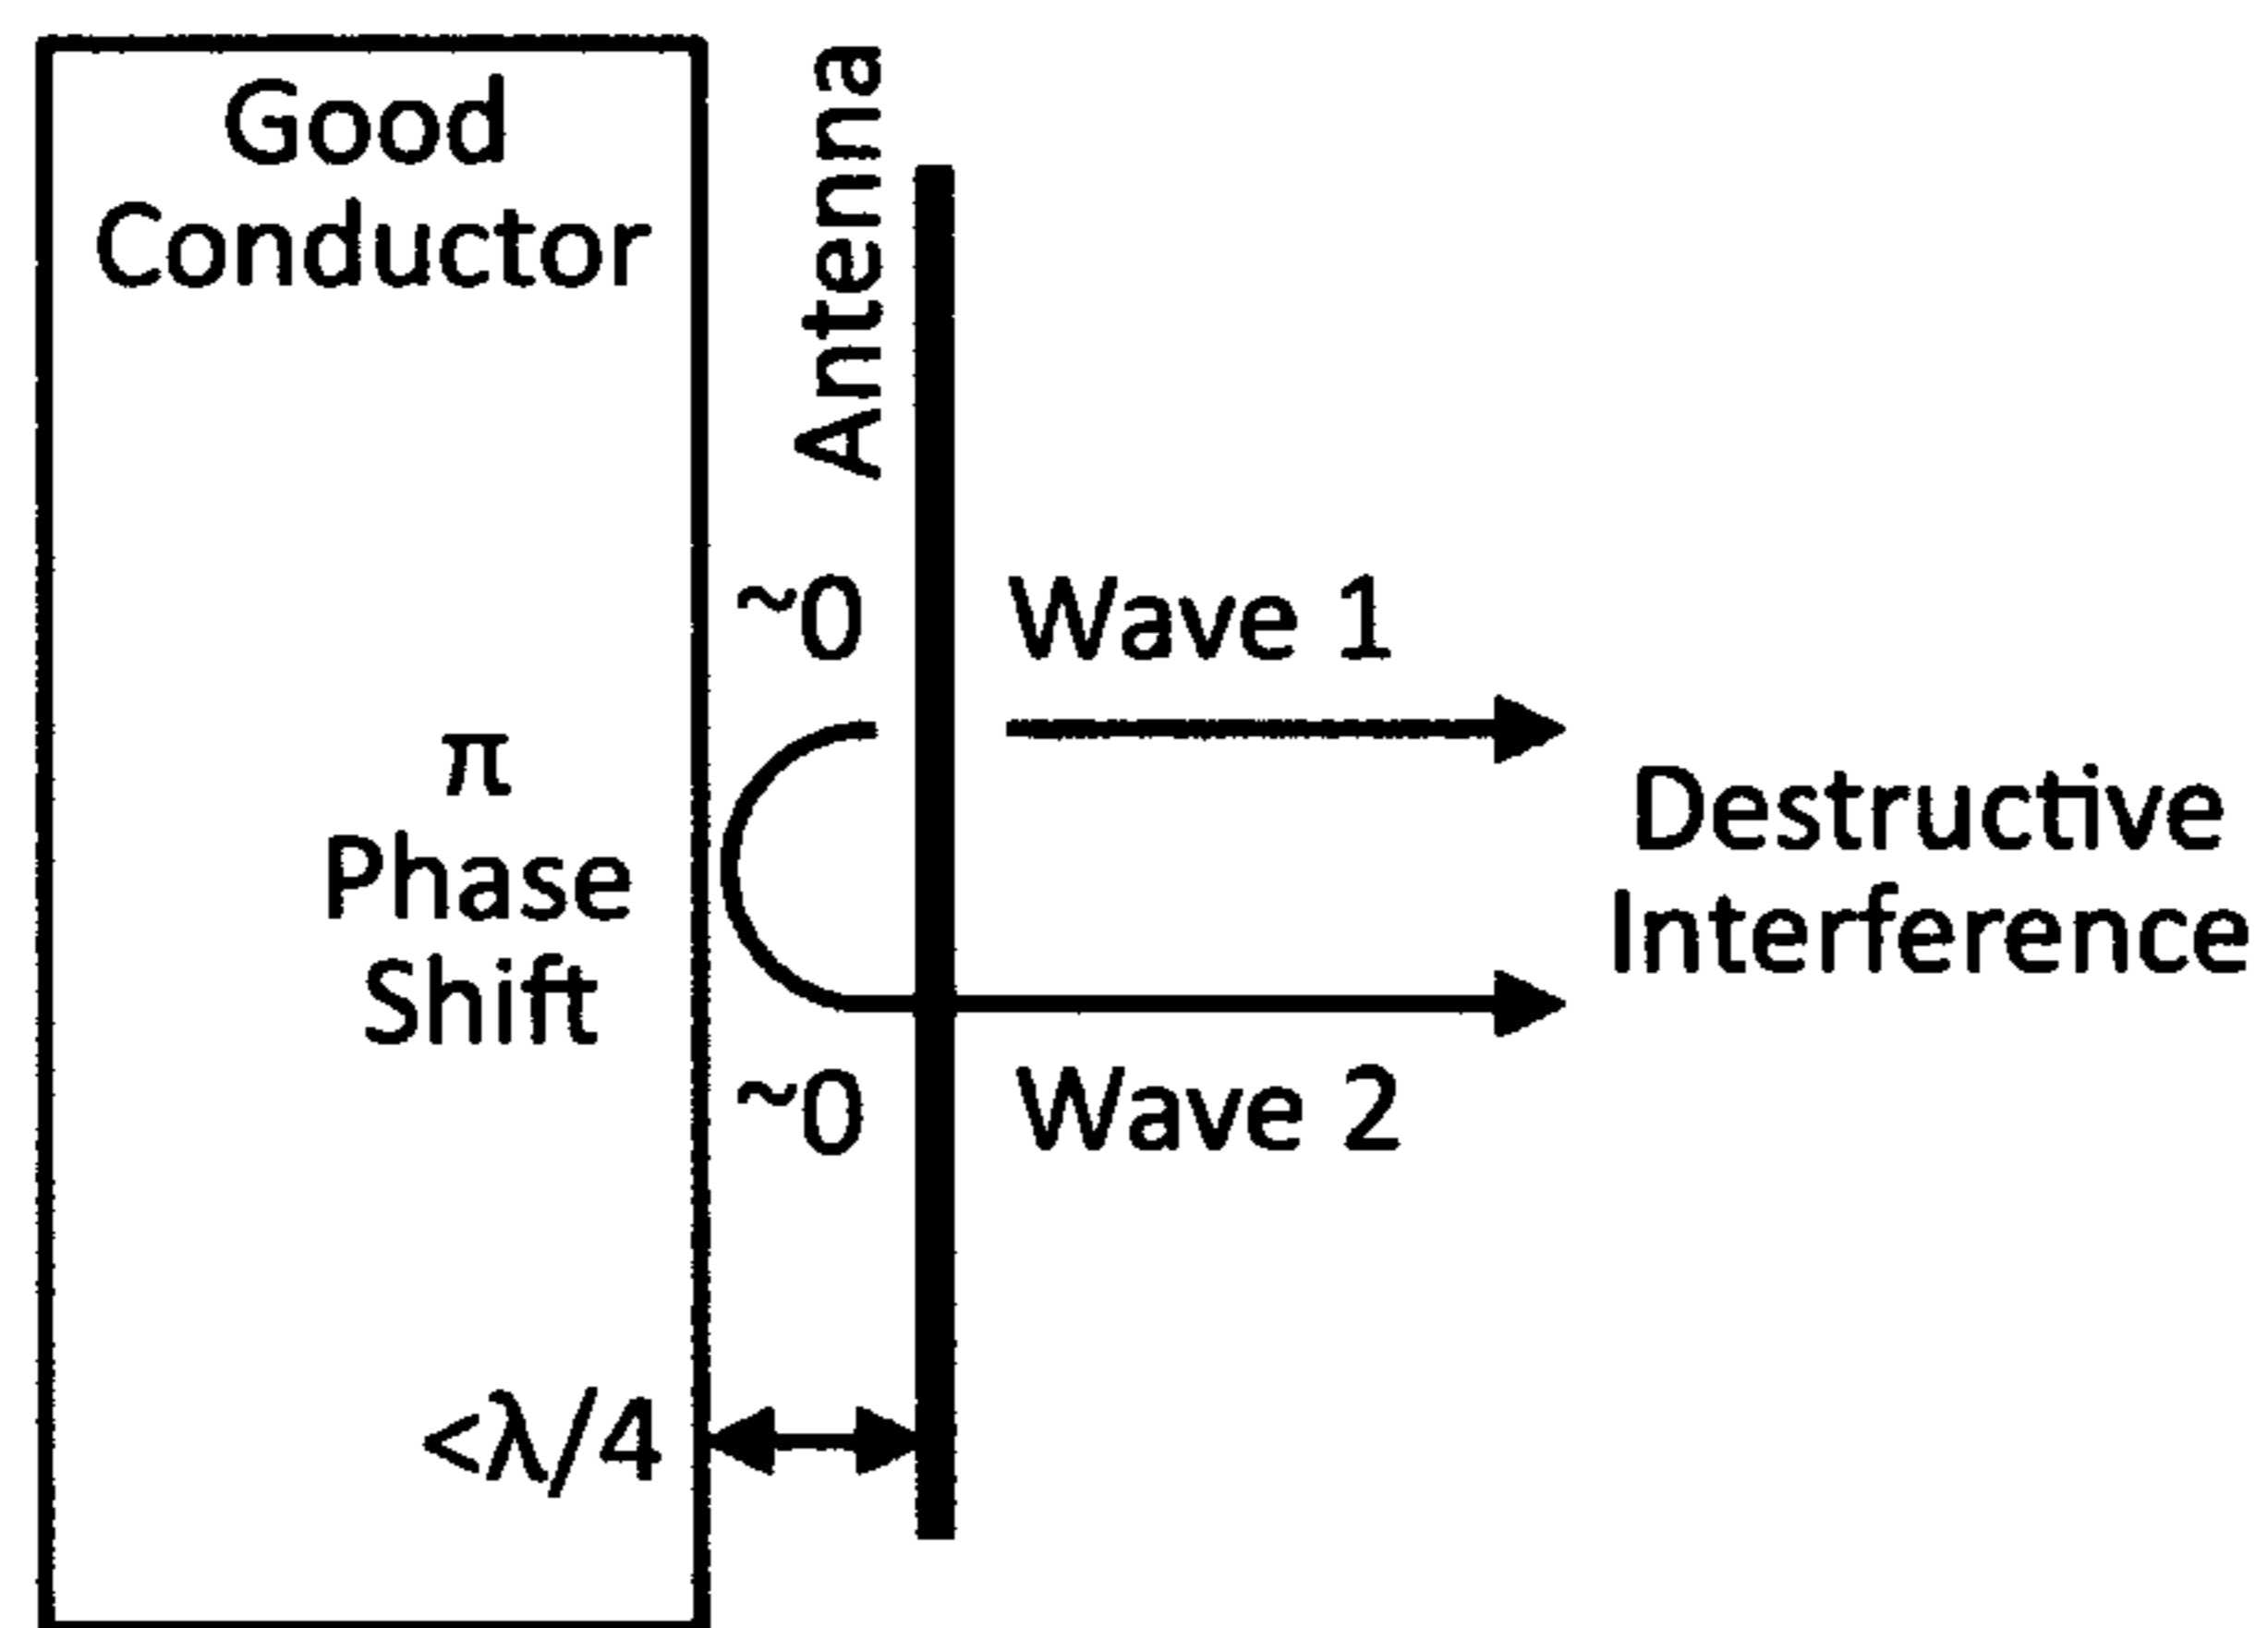 Good
Conductor
Antenna
~0
Wave 1
π
Phase
Shift
Destructive
Interference
~0
Wave 2
<λ/4